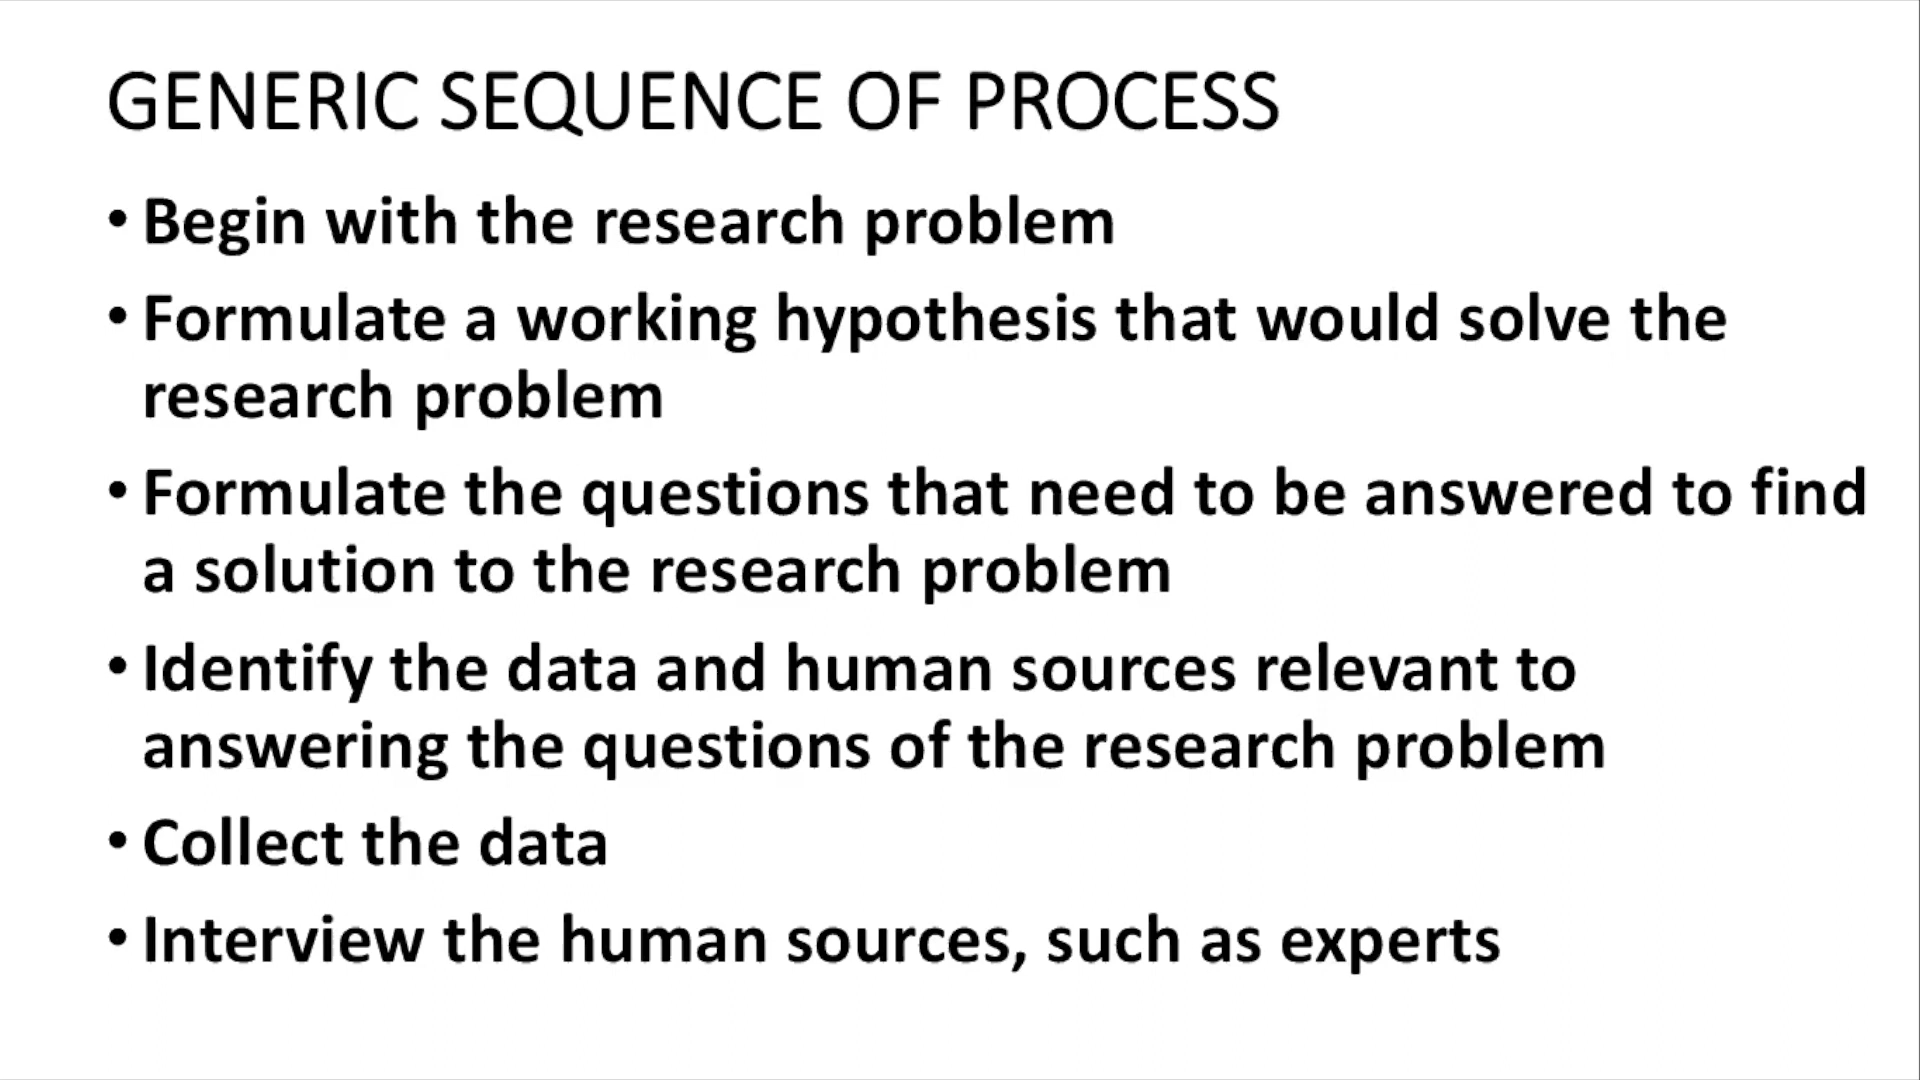 GENERIC SEQUENCE OF PROCESS
• Begin with the research problem
• Formulate a working hypothesis that would solve the
research problem
• Formulate the questions that need to be answered to find
a solution to the research problem
• Identify the data and human sources relevant to
answering the questions of the research problem
• Collect the data
• Interview the human sources, such as experts